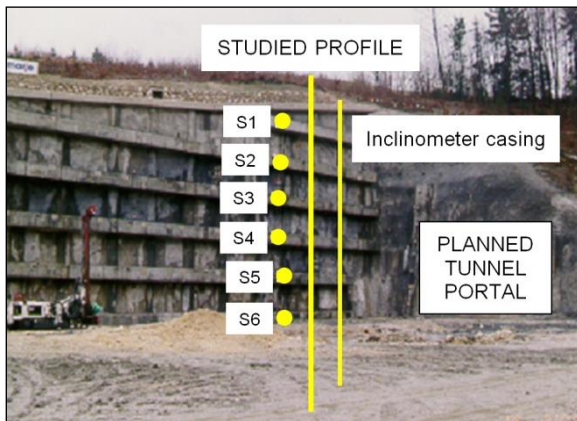 STUDIED PROFILE
S1
Inclinometer casing
S2
S3
S4
PLANNED
TUNNEL
PORTAL
S5
S6